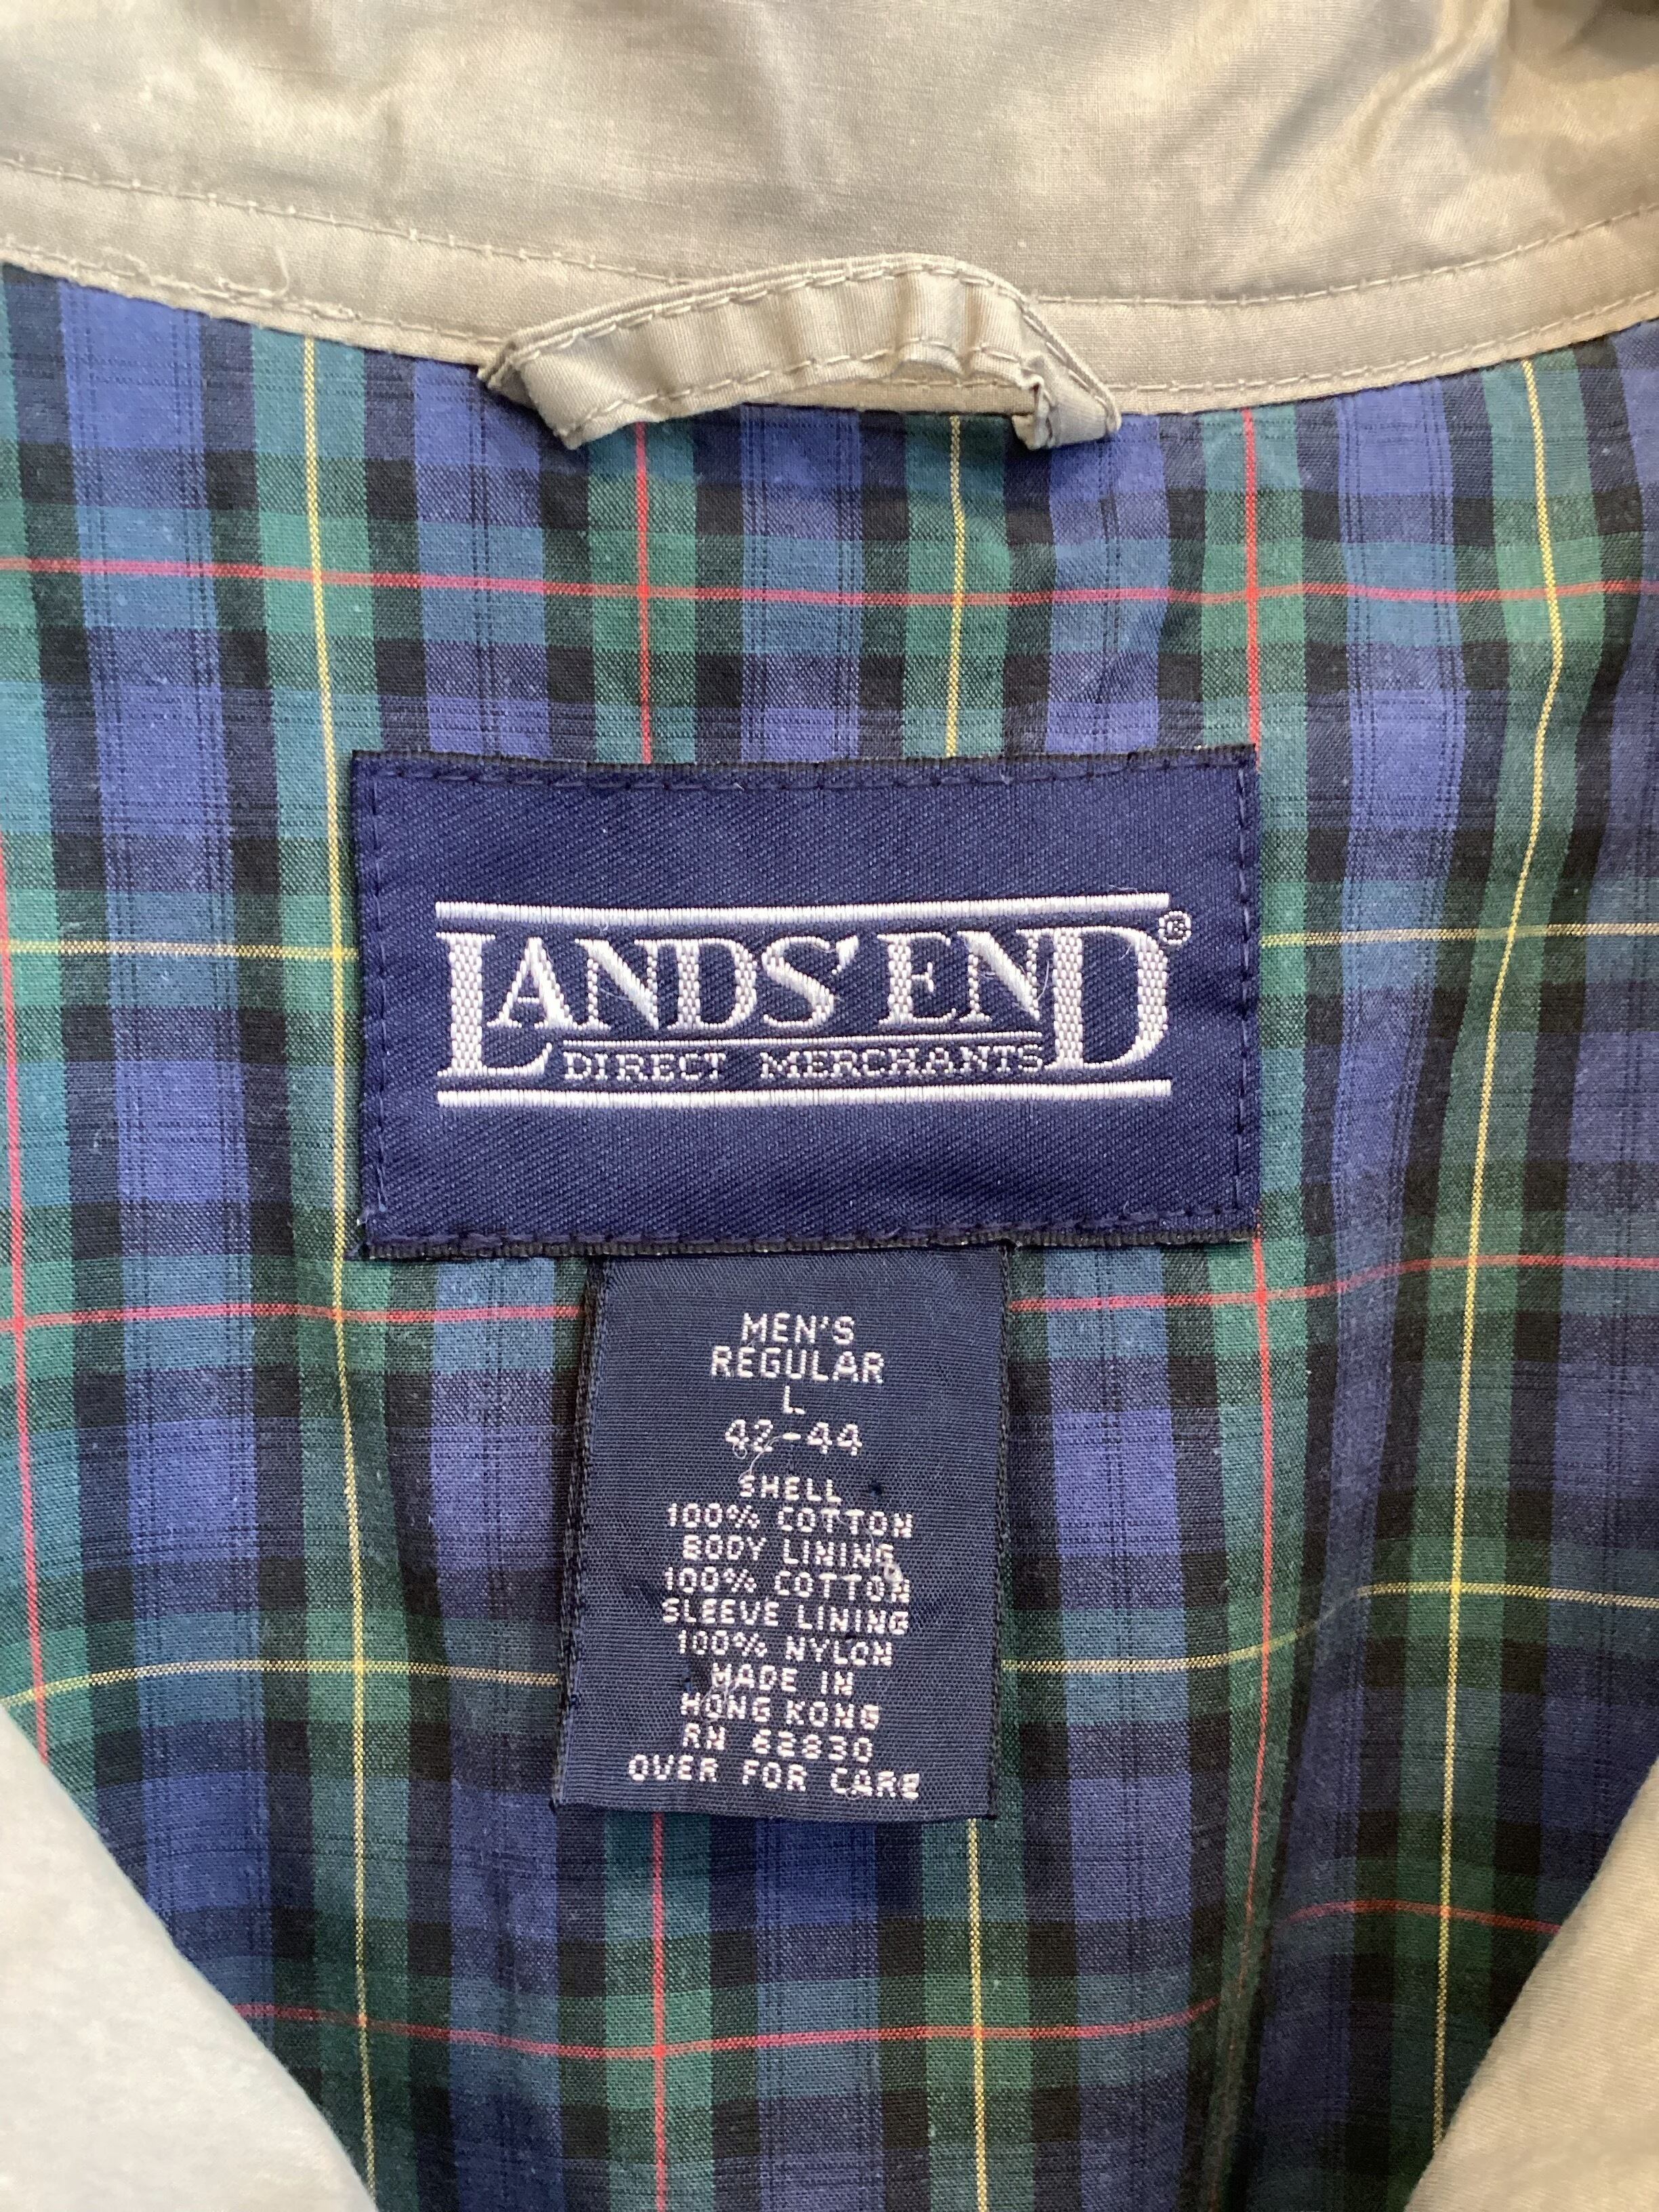 LANDS' END®
DIRECT MERCHANTS
MEN'S
REGULAR
L
42-44
SHELL
100% COTTON
BODY LINING
100% COTTON
SLEEVE LINING
100% NYLON
MADE IN
HONG KONG
RN 62830
OVER FOR CARE